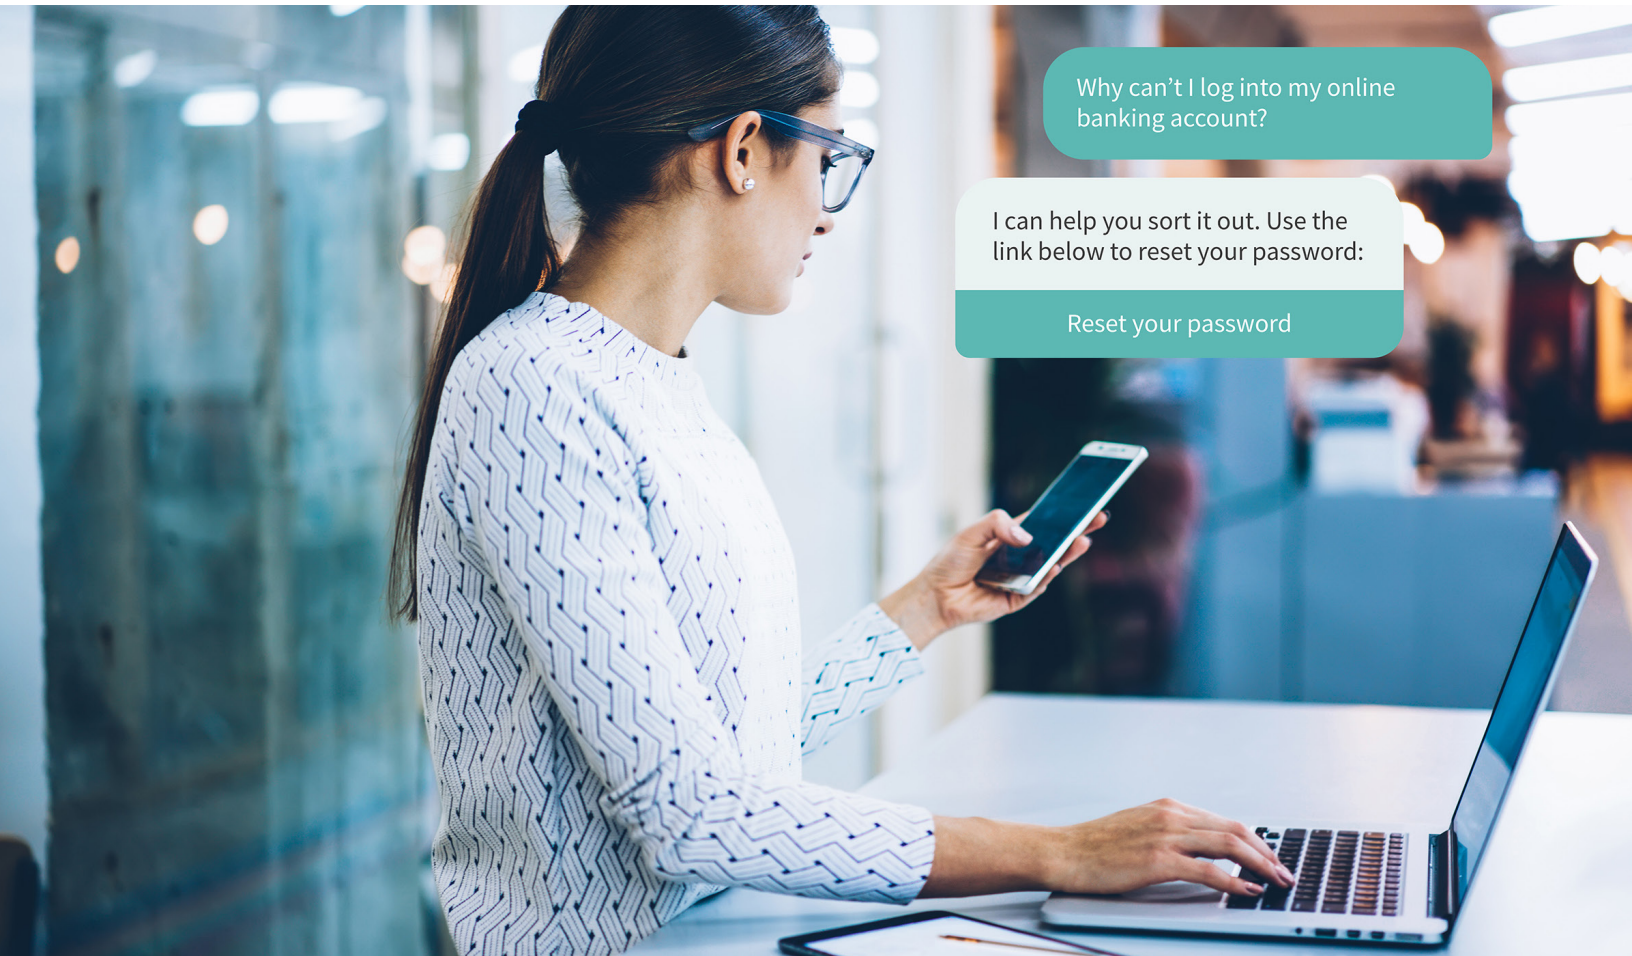 Why can’t I log into my online
banking account?
I can help you sort it out. Use the
link below to reset your password:
Reset your password